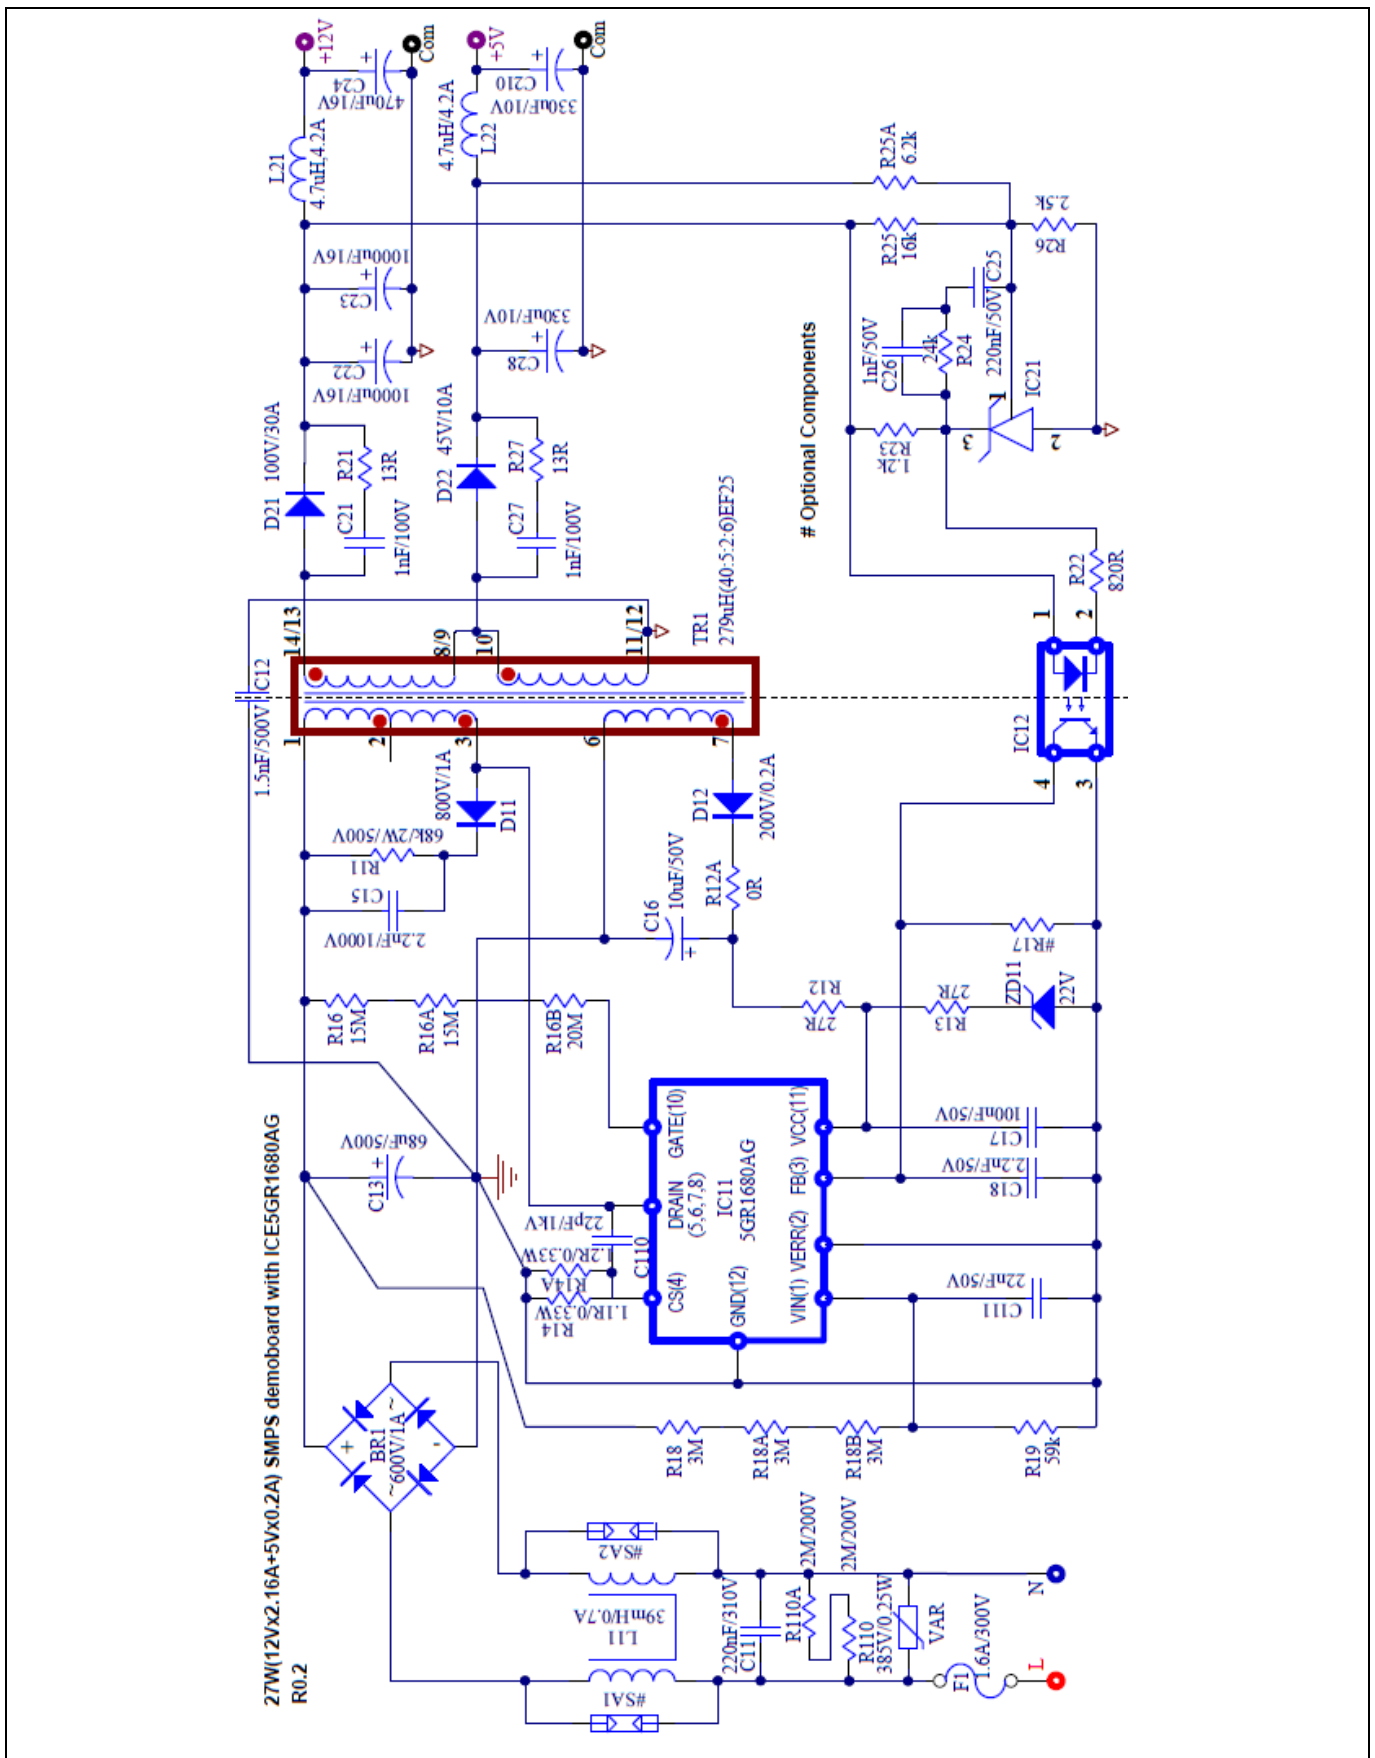 27W(12Vx2.16A+5Vx0.2A) SMPS demoboard with ICE5GR1680AG
R0.2
+12V
Com
+5V
Com
C24
470uF/16V
C210
330uF/10V
L21
4.7uH,4.2A
4.7uH/4.2A
L22
R25A
6.2k
R25
16k
2.5k
R26
C23
1000uF/16V
C22
1000uF/16V
330uF/10V
C28
C25
220nF/50V
1nF/50V
C26
24k
R24
IC21
1
2
3
R23
1.2k
# Optional Components
D21
100V/30A
R21
13R
C21
1nF/100V
D22
45V/10A
R27
13R
C27
1nF/100V
R22
820R
TR1
279uH(40:5:2:6)EF25
14/13
8/9
10
11/12
1
2
3
6
7
C12
1.5nF/500V
IC12
1
2
4
3
800V/1A
D11
D12
200V/0.2A
68k/2W/500V
R11
C15
2.2nF/1000V
C16
10uF/50V
R12A
0R
#R17
R12
27R
27R
R13
ZD11
22V
R16
15M
R16A
15M
R16B
20M
68uF/500V
C13
22pF/1kV
C110
1.2R/0.33W
R14A
1.1R/0.33W
R14
GATE(10)
DRAIN
(5,6,7,8)
CS(4)
GND(12)
IC11
5GR1680AG
VCC(11)
FB(3)
VERR(2)
VIN(1)
100nF/50V
C17
2.2nF/50V
C18
22nF/50V
C111
BR1
600V/1A
+
-
~
~
R18
3M
R18A
3M
R18B
3M
R19
59k
#SA2
39mH/0.7A
L11
#SA1
220nF/310V
C11
R110A
2M/200V
2M/200V
R110
385V/0.25W
VAR
F1
1.6A/300V
N
L